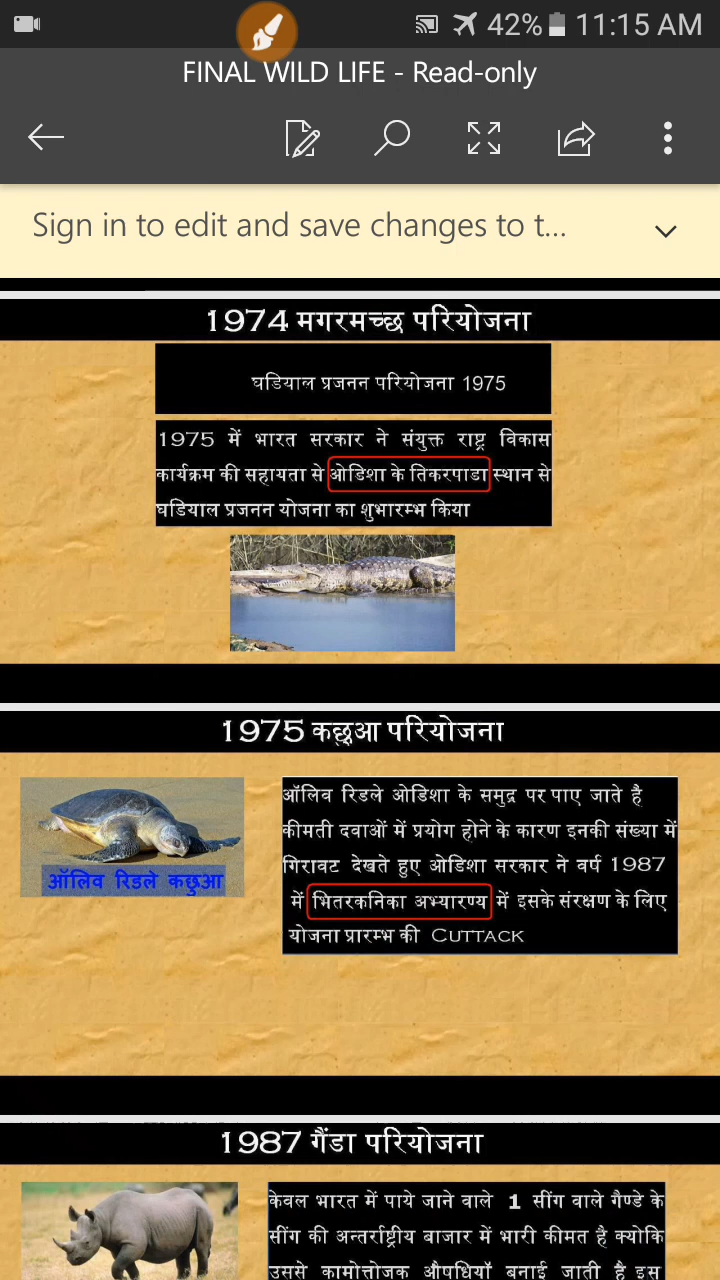 42% 11:15 AM
FINAL WILD LIFE - Read-only
Sign in to edit and save changes to t...
1974 मगरमच्छ परियोजना
घडियाल प्रजनन परियोजना 1975
1975 में भारत सरकार ने संयुक्त राष्ट्र विकास
कार्यक्रम की सहायता से ओडिशा के तिकरपाडा स्थान से
घडियाल प्रजनन योजना का शुभारम्भ किया
1975 कछुआ परियोजना
ऑलिव रिडले कछुआ
ऑलिव रिडले ओडिशा के समुद्र पर पाए जाते है
कीमती दवाओं में प्रयोग होने के कारण इनकी संख्या में
गिरावट देखते हुए ओडिशा सरकार ने वर्ष 1987
में भितरकनिका अभ्यारण्य में इसके संरक्षण के लिए
योजना प्रारम्भ की CUTTACK
1987 गैंडा परियोजना
केवल भारत में पाये जाने वाले 1 सींग वाले गैण्डे के
सींग की अन्तर्राष्ट्रीय बाजार में भारी कीमत है क्योकि
उससे कामोत्तोजक औषधियॉ बनाई जाती है इस